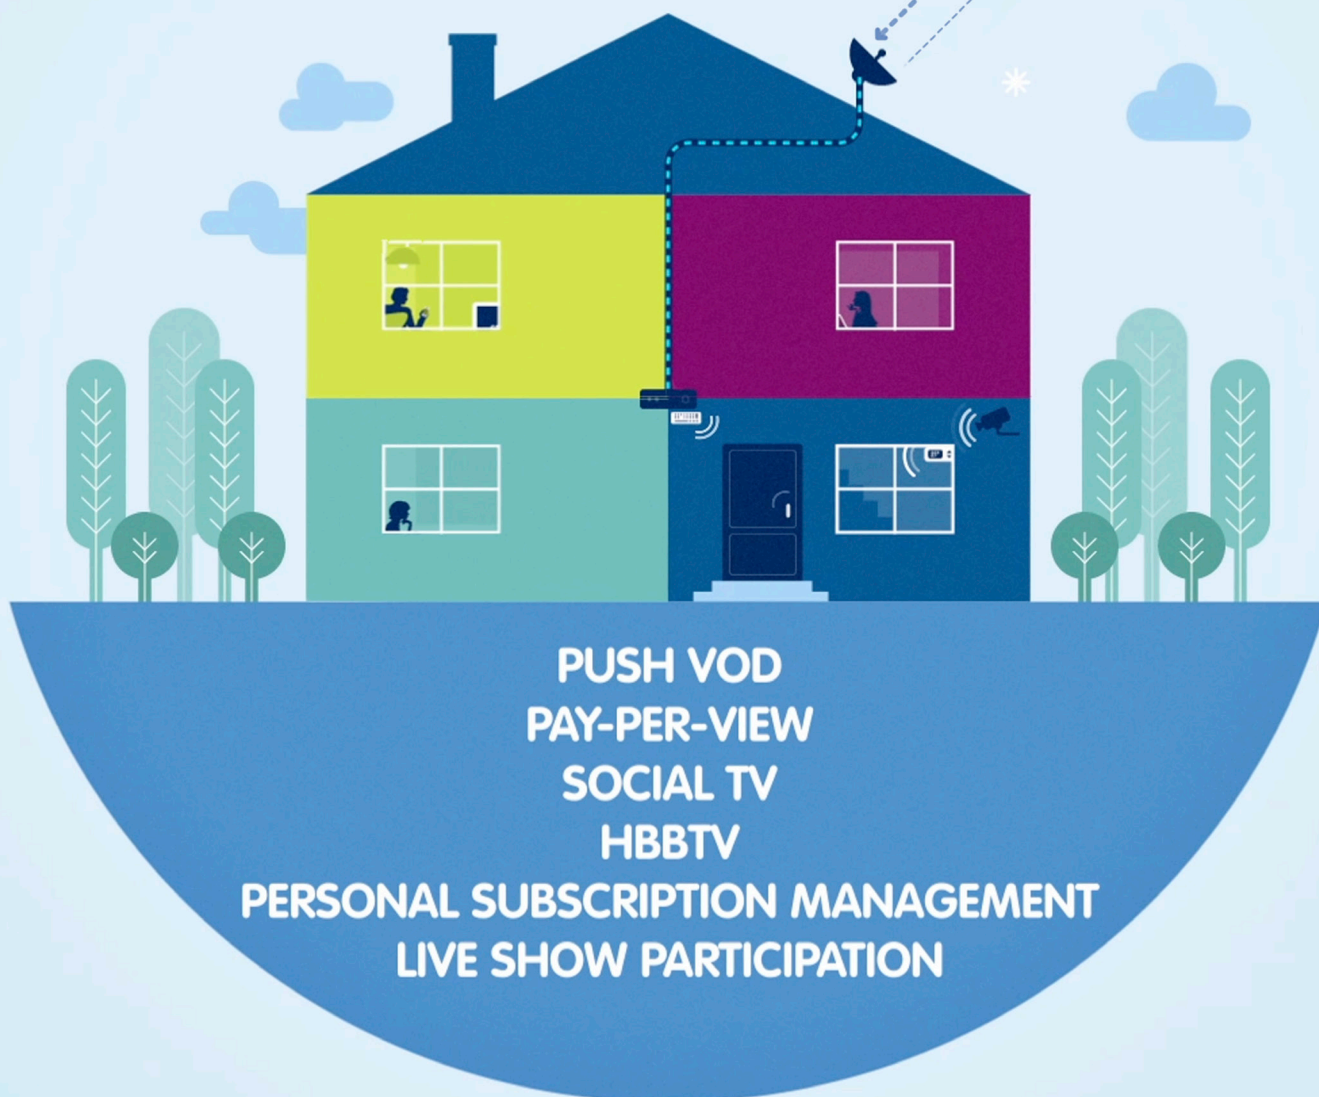 PUSH VOD
PAY-PER-VIEW
SOCIAL TV
HBBTV
PERSONAL SUBSCRIPTION MANAGEMENT
LIVE SHOW PARTICIPATION